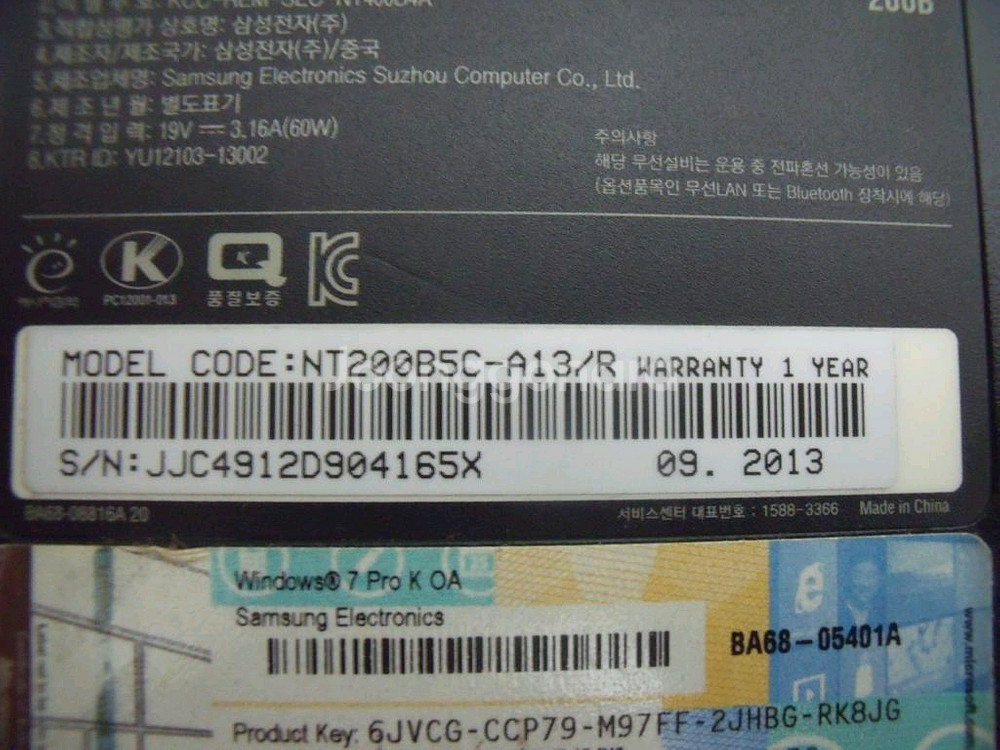 KCC-REM-SEC-NT400B4A
200B
3.적합성평가 상호명: 삼성전자(주)
4.제조자/제조국가: 삼성전자(주)/중국
5.제조업체명: Samsung Electronics Suzhou Computer Co., Ltd.
6.제 조 년 월: 별도표기
7.정 격 입 력: 19V 3.16A(60W)
8.KTR ID: YU12103-13002
주의사항
해당 무선설비는 운용 중 전파혼선 가능성이 있음
(옵션품목인 무선LAN 또는 Bluetooth 장착시에 해당)
PC12001-013
품질보증
MODEL CODE:NT200B5C-A13/R WARRANTY 1 YEAR
Joonggonara
S/N:JJC4912D904165X 09. 2013
BA68-08816A 20
서비스센터 대표번호 : 1588-3366 Made in China
Windows® 7 Pro K OA
Samsung Electronics
BA68-05401A
Product Key: 6JVCG-CCP79-M97FF-2JHBG-RK8JG